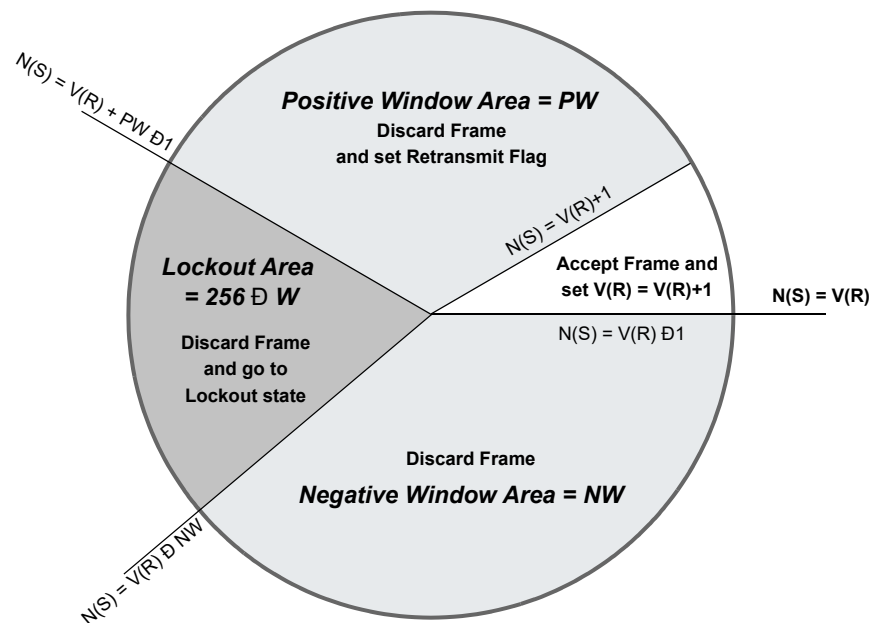 N(S) = V(R) + PW Ð1
Positive Window Area = PW
Discard Frame
and set Retransmit Flag
N(S) = V(R)+1
Lockout Area
= 256 Ð W
Discard Frame
and go to
Lockout state
Accept Frame and
set V(R) = V(R)+1
N(S) = V(R)
N(S) = V(R) Ð1
Discard Frame
Negative Window Area = NW
N(S) = V(R) Ð NW